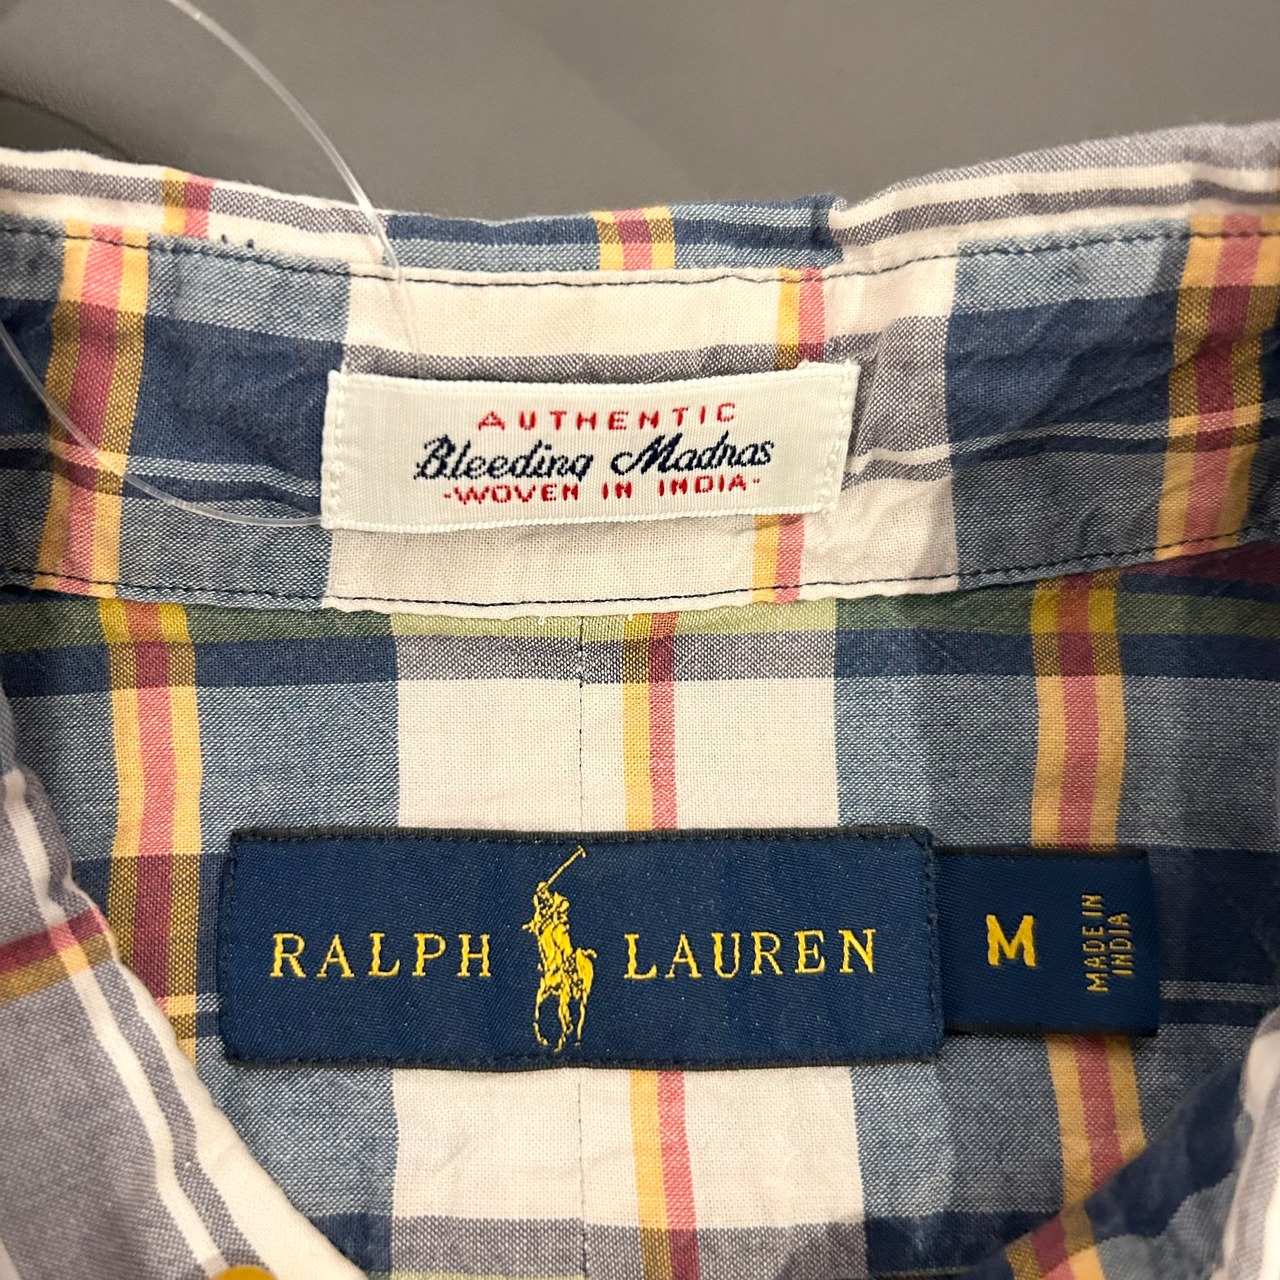 AUTHENTIC
Bleeding Madras
-WOVEN IN INDIA-
RALPH LAUREN
M
MADE IN
INDIA